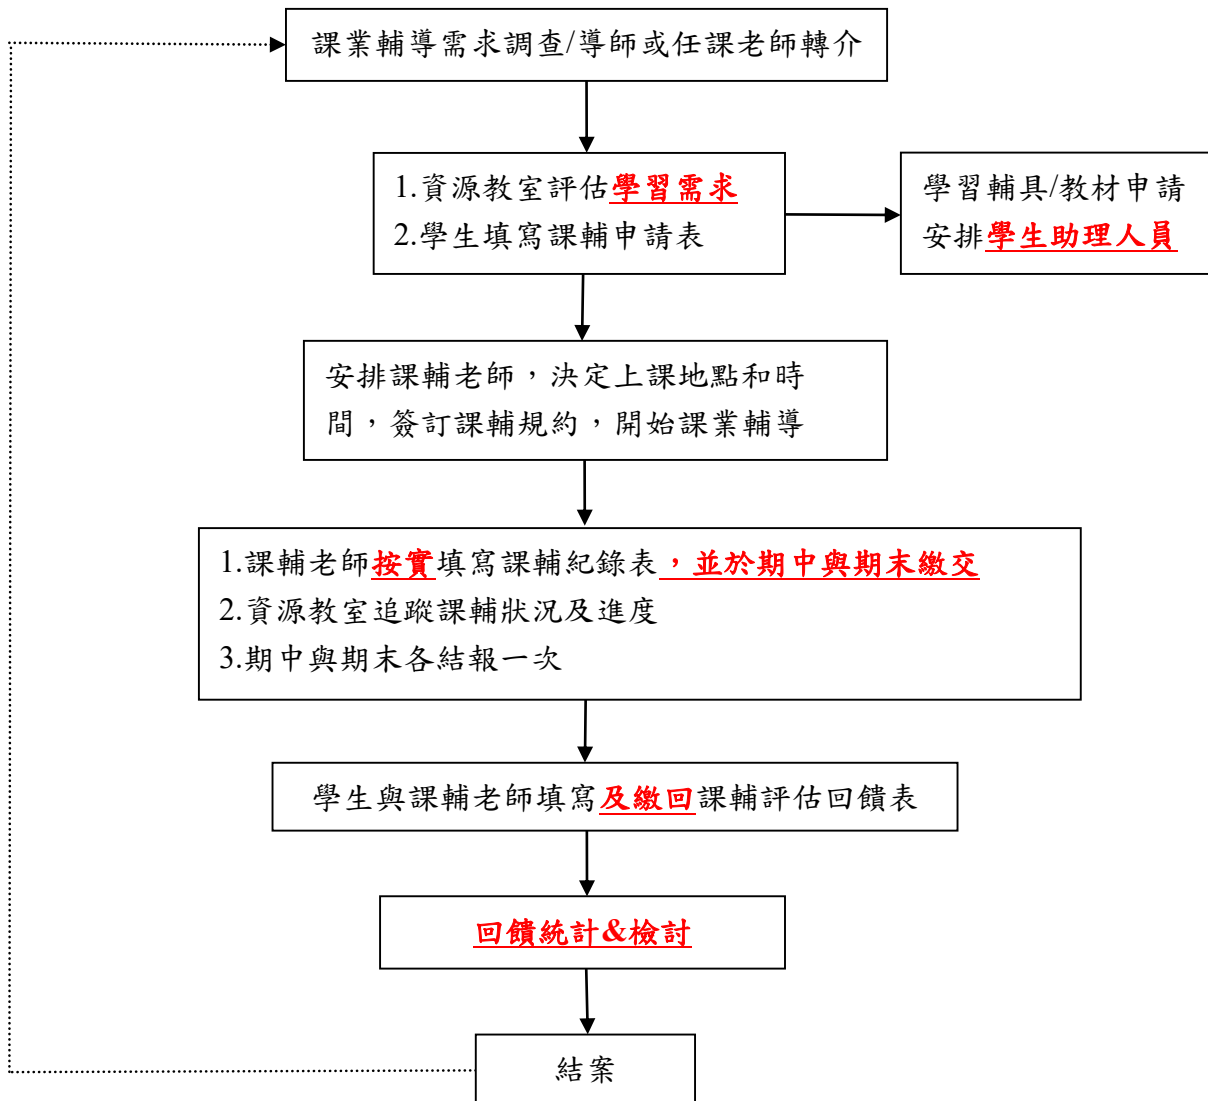 課業輔導需求調查/導師或任課老師轉介
1.資源教室評估學習需求
2.學生填寫課輔申請表
學習輔具/教材申請
安排學生助理人員
安排課輔老師，決定上課地點和時
間，簽訂課輔規約，開始課業輔導
1.課輔老師按實填寫課輔紀錄表，並於期中與期末繳交
2.資源教室追蹤課輔狀況及進度
3.期中與期末各結報一次
學生與課輔老師填寫及繳回課輔評估回饋表
回饋統計&檢討
結案